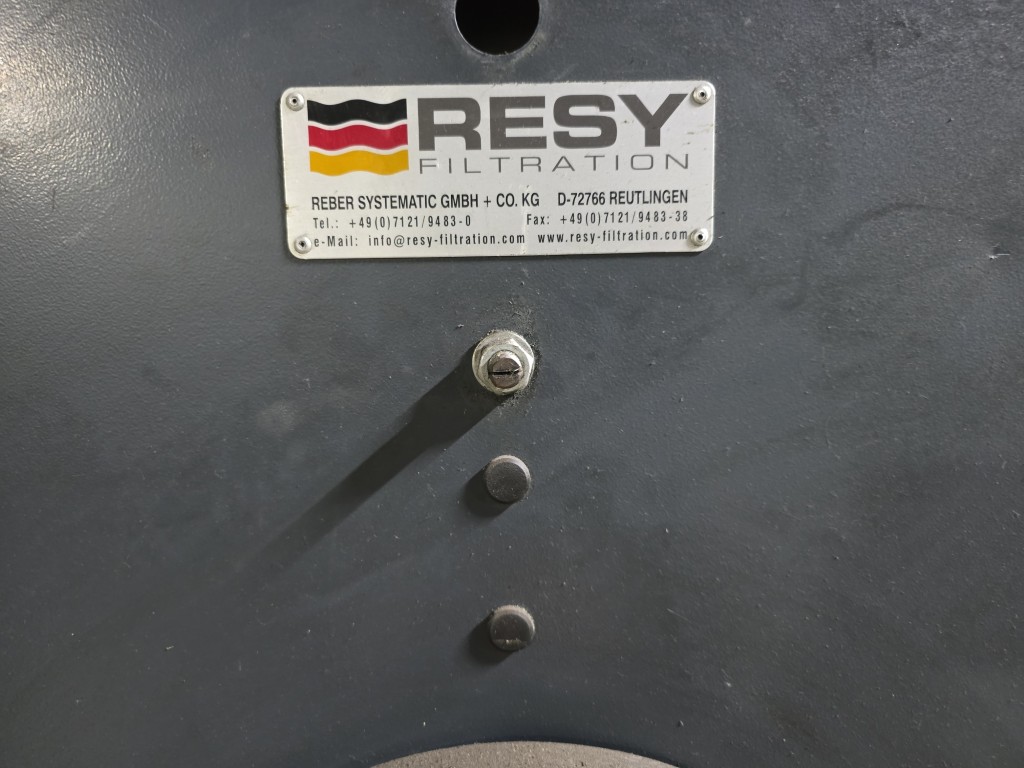 RESY
FILTRATION
REBER SYSTEMATIC GMBH + CO. KG D-72766 REUTLINGEN
Tel.: +49(0)7121/9483-0 Fax: +49(0)7121/9483-38
e-Mail: info@resy-filtration.com www.resy-filtration.com